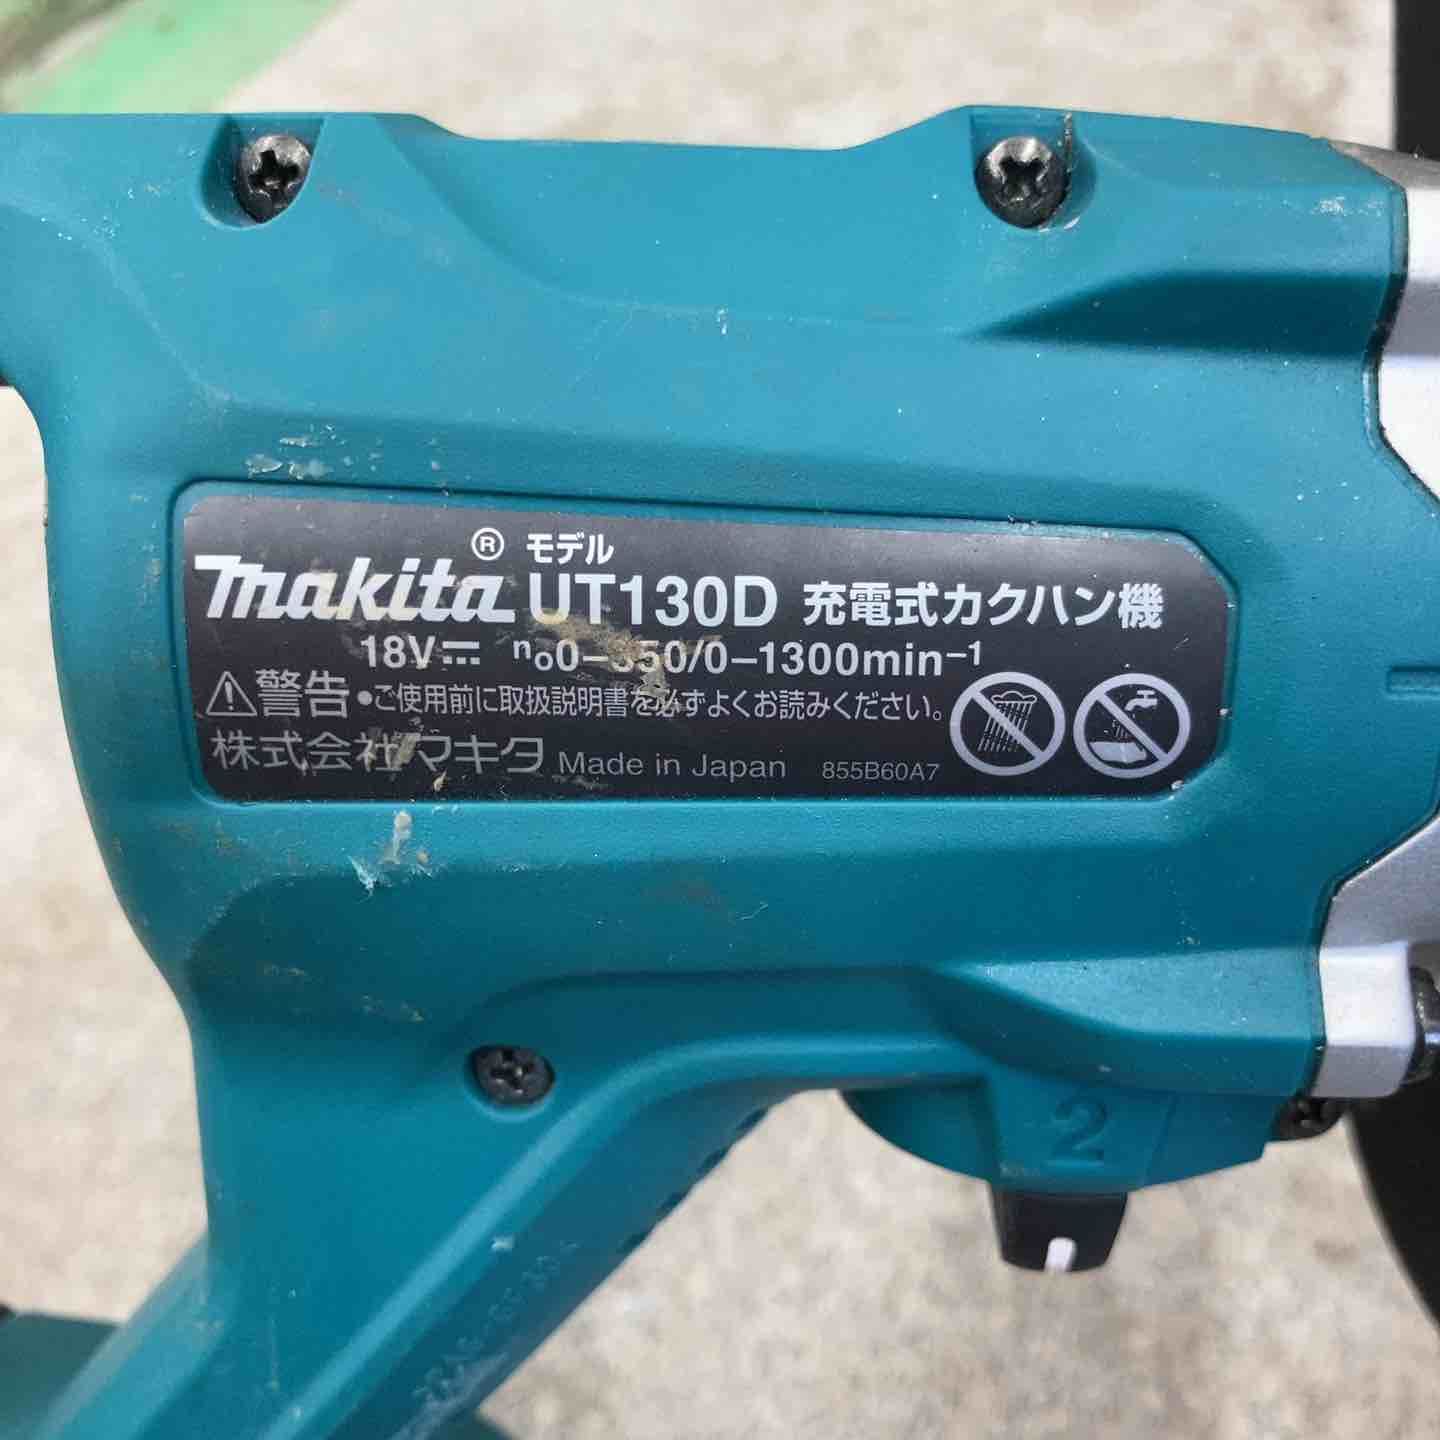 makita® モデル UT130D 充電式カクハン機
18V no0-350/0-1300min-1
警告 •ご使用前に取扱説明書を必ずよくお読みください。
株式会社マキタ Made in Japan 855B60A7
2